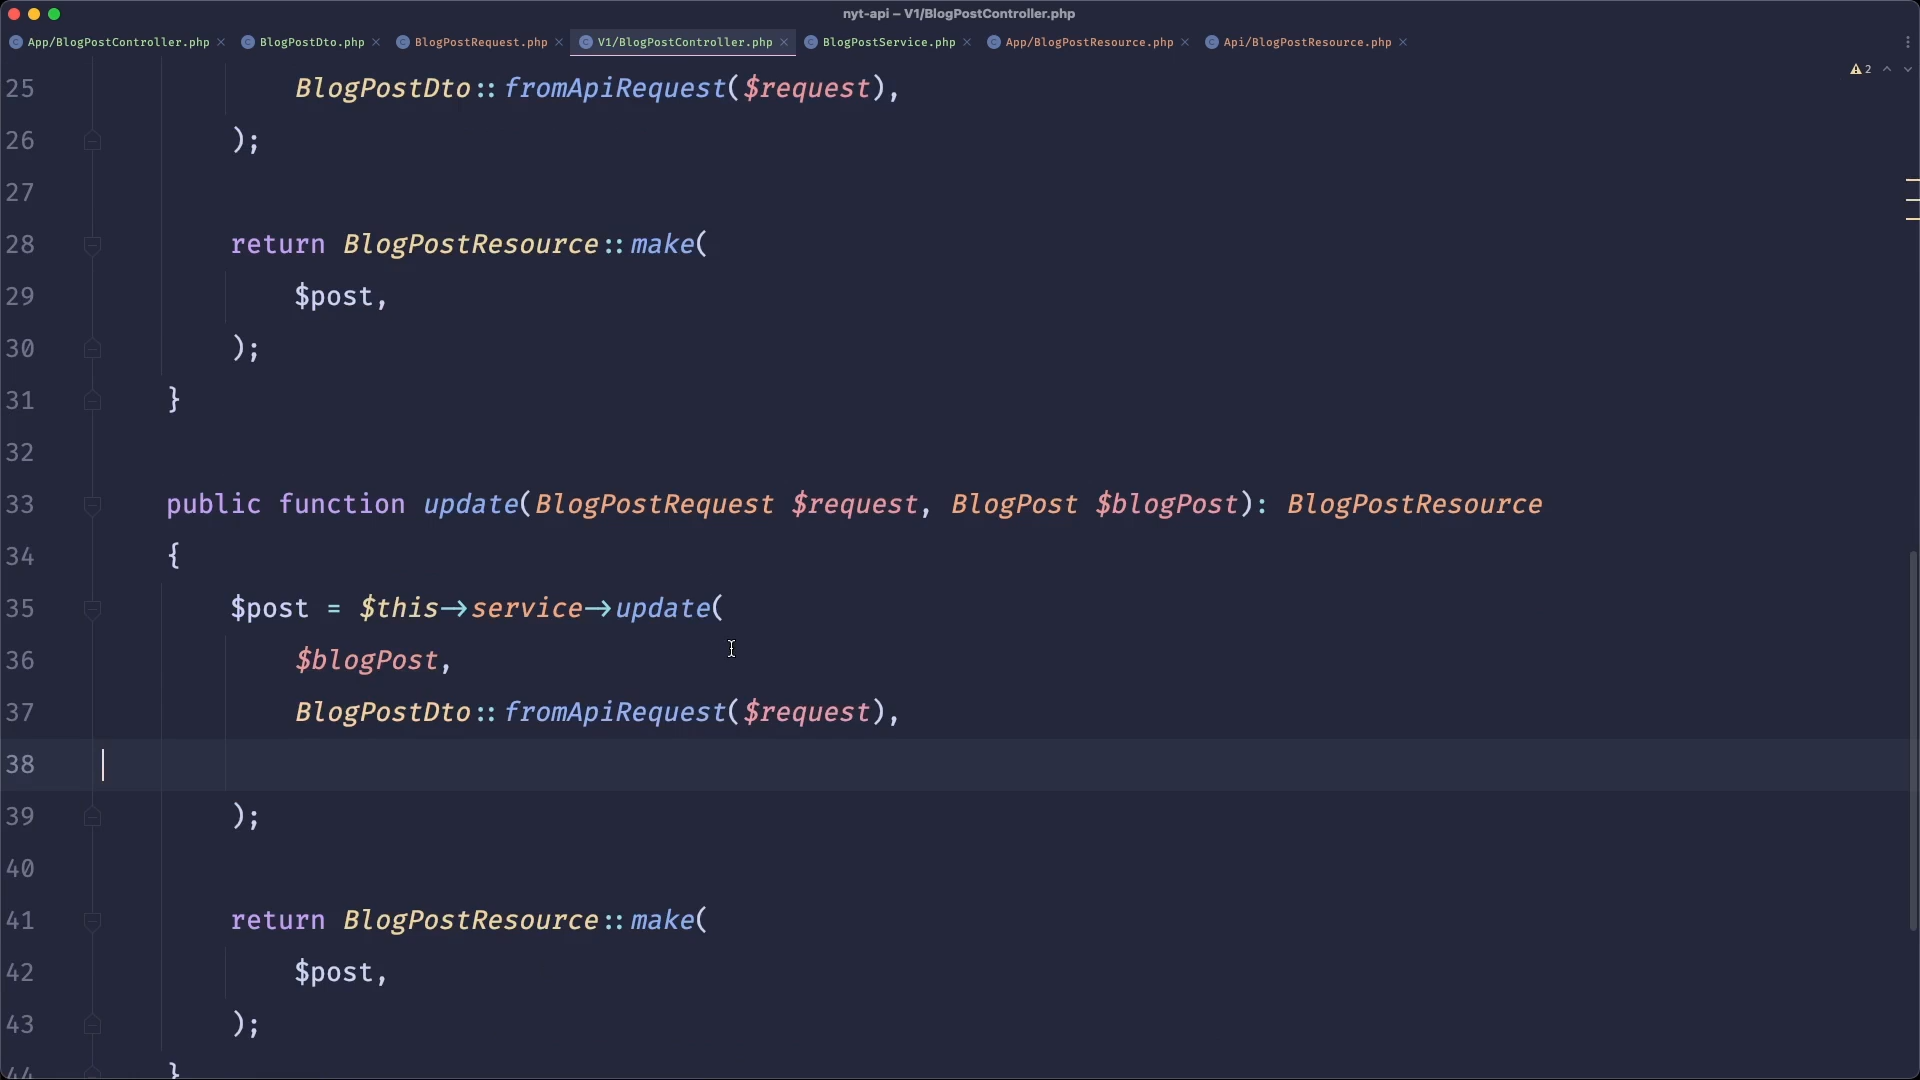 nyt-api – V1/BlogPostController.php
App/BlogPostController.php BlogPostDto.php BlogPostRequest.php V1/BlogPostController.php BlogPostService.php App/BlogPostResource.php Api/BlogPostResource.php
2
25 BlogPostDto::fromApiRequest($request),
26 );
27
28 return BlogPostResource::make(
29 $post,
30 );
31 }
32
33 public function update(BlogPostRequest $request, BlogPost $blogPost): BlogPostResource
34 {
35 $post = $this->service->update(
36 $blogPost,
37 BlogPostDto::fromApiRequest($request),
38
39 );
40
41 return BlogPostResource::make(
42 $post,
43 );
44 }